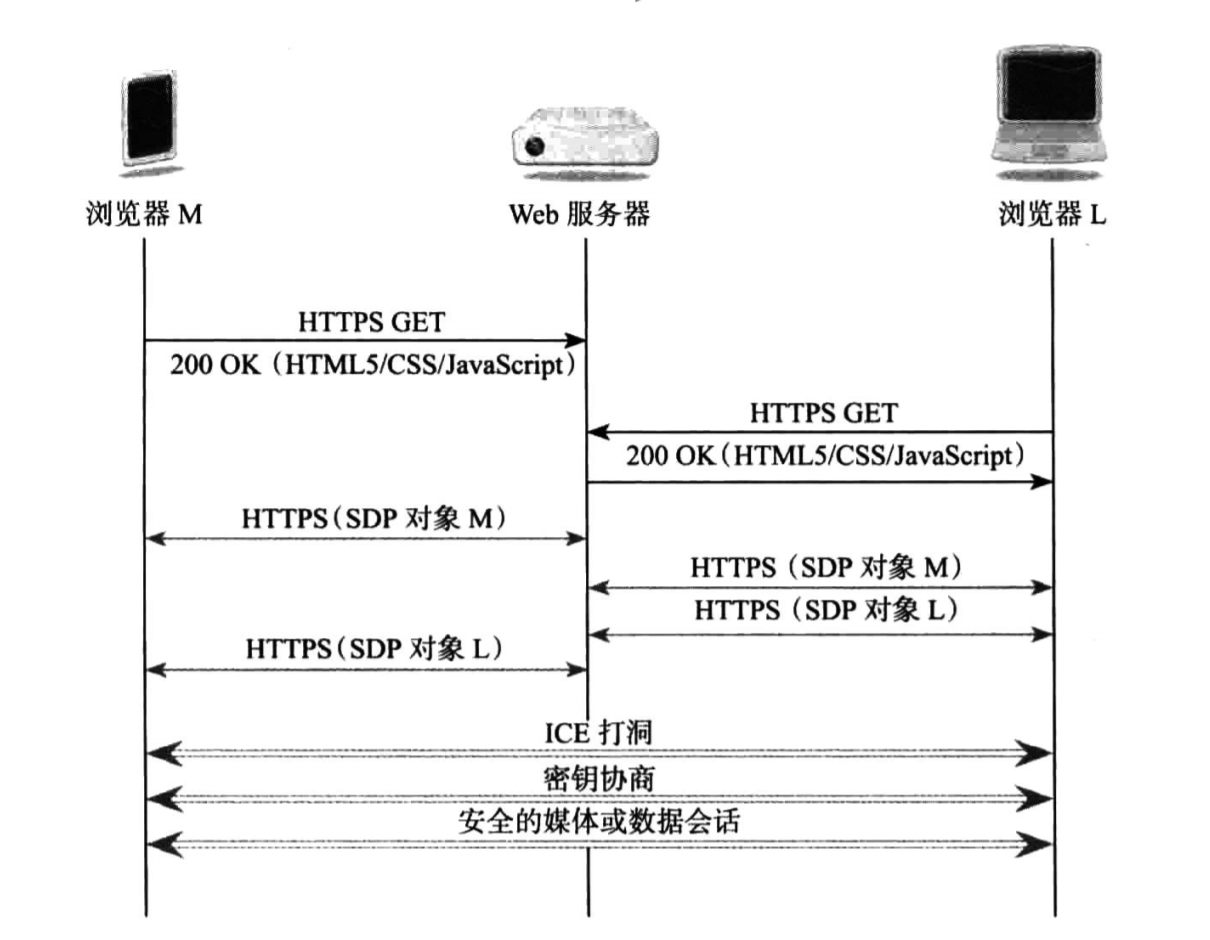 浏览器 M
Web 服务器
浏览器 L
HTTPS GET
200 OK（HTML5/CSS/JavaScript）
HTTPS GET
200 OK（HTML5/CSS/JavaScript）
HTTPS（SDP 对象 M）
HTTPS（SDP 对象 M）
HTTPS（SDP 对象 L）
HTTPS（SDP 对象 L）
ICE 打洞
密钥协商
安全的媒体或数据会话